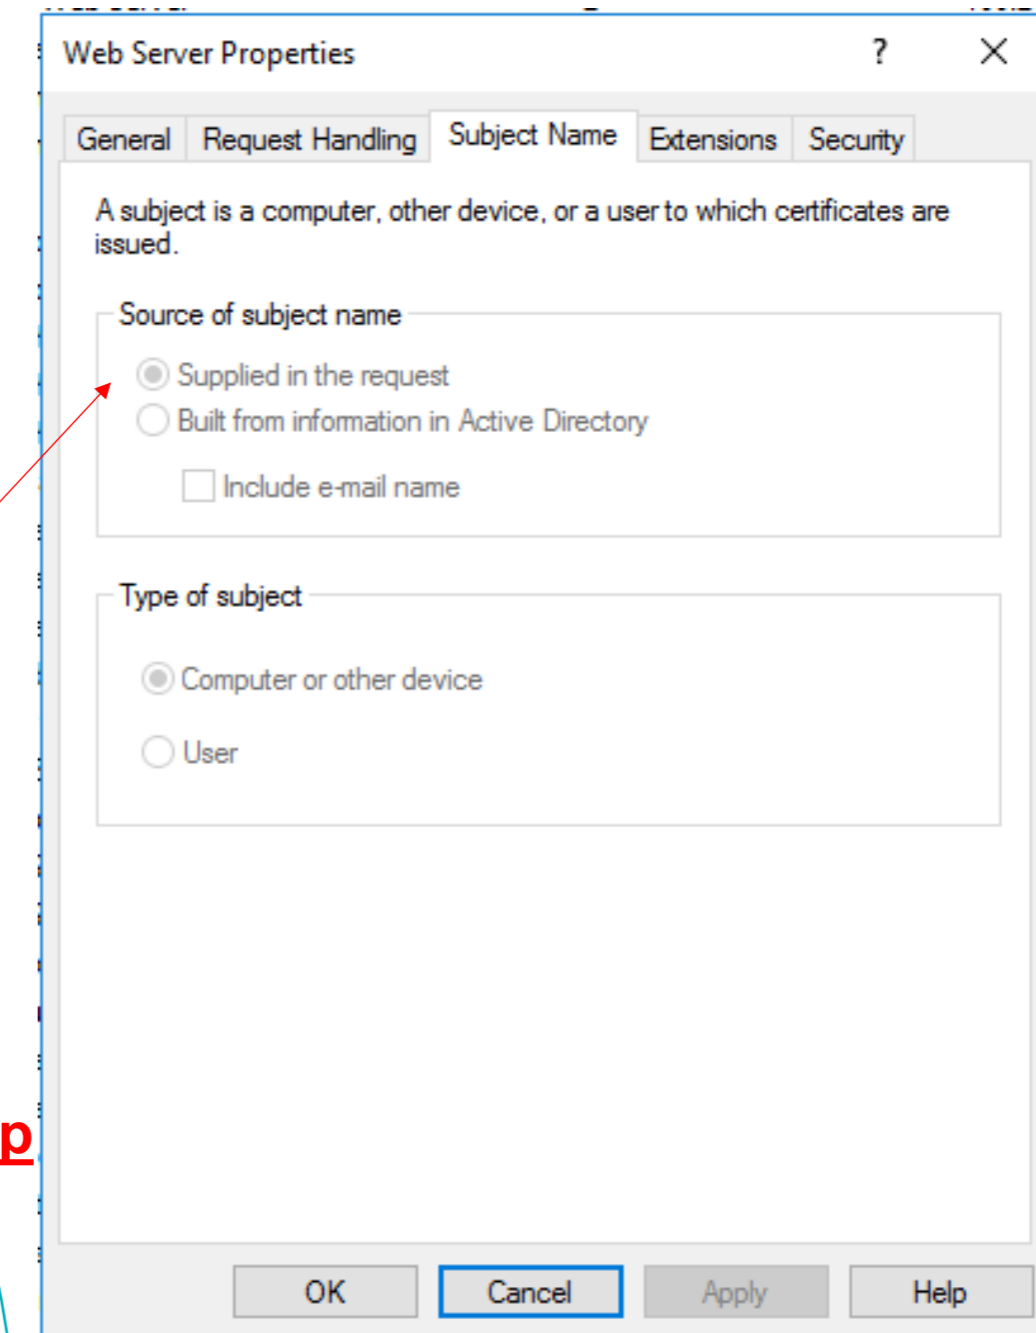 Web Server Properties ?
General Request Handling Subject Name Extensions Security
A subject is a computer, other device, or a user to which certificates are
issued.
Source of subject name
Supplied in the request
Built from information in Active Directory
Include e-mail name
Type of subject
Computer or other device
User
p
OK Cancel Apply Help